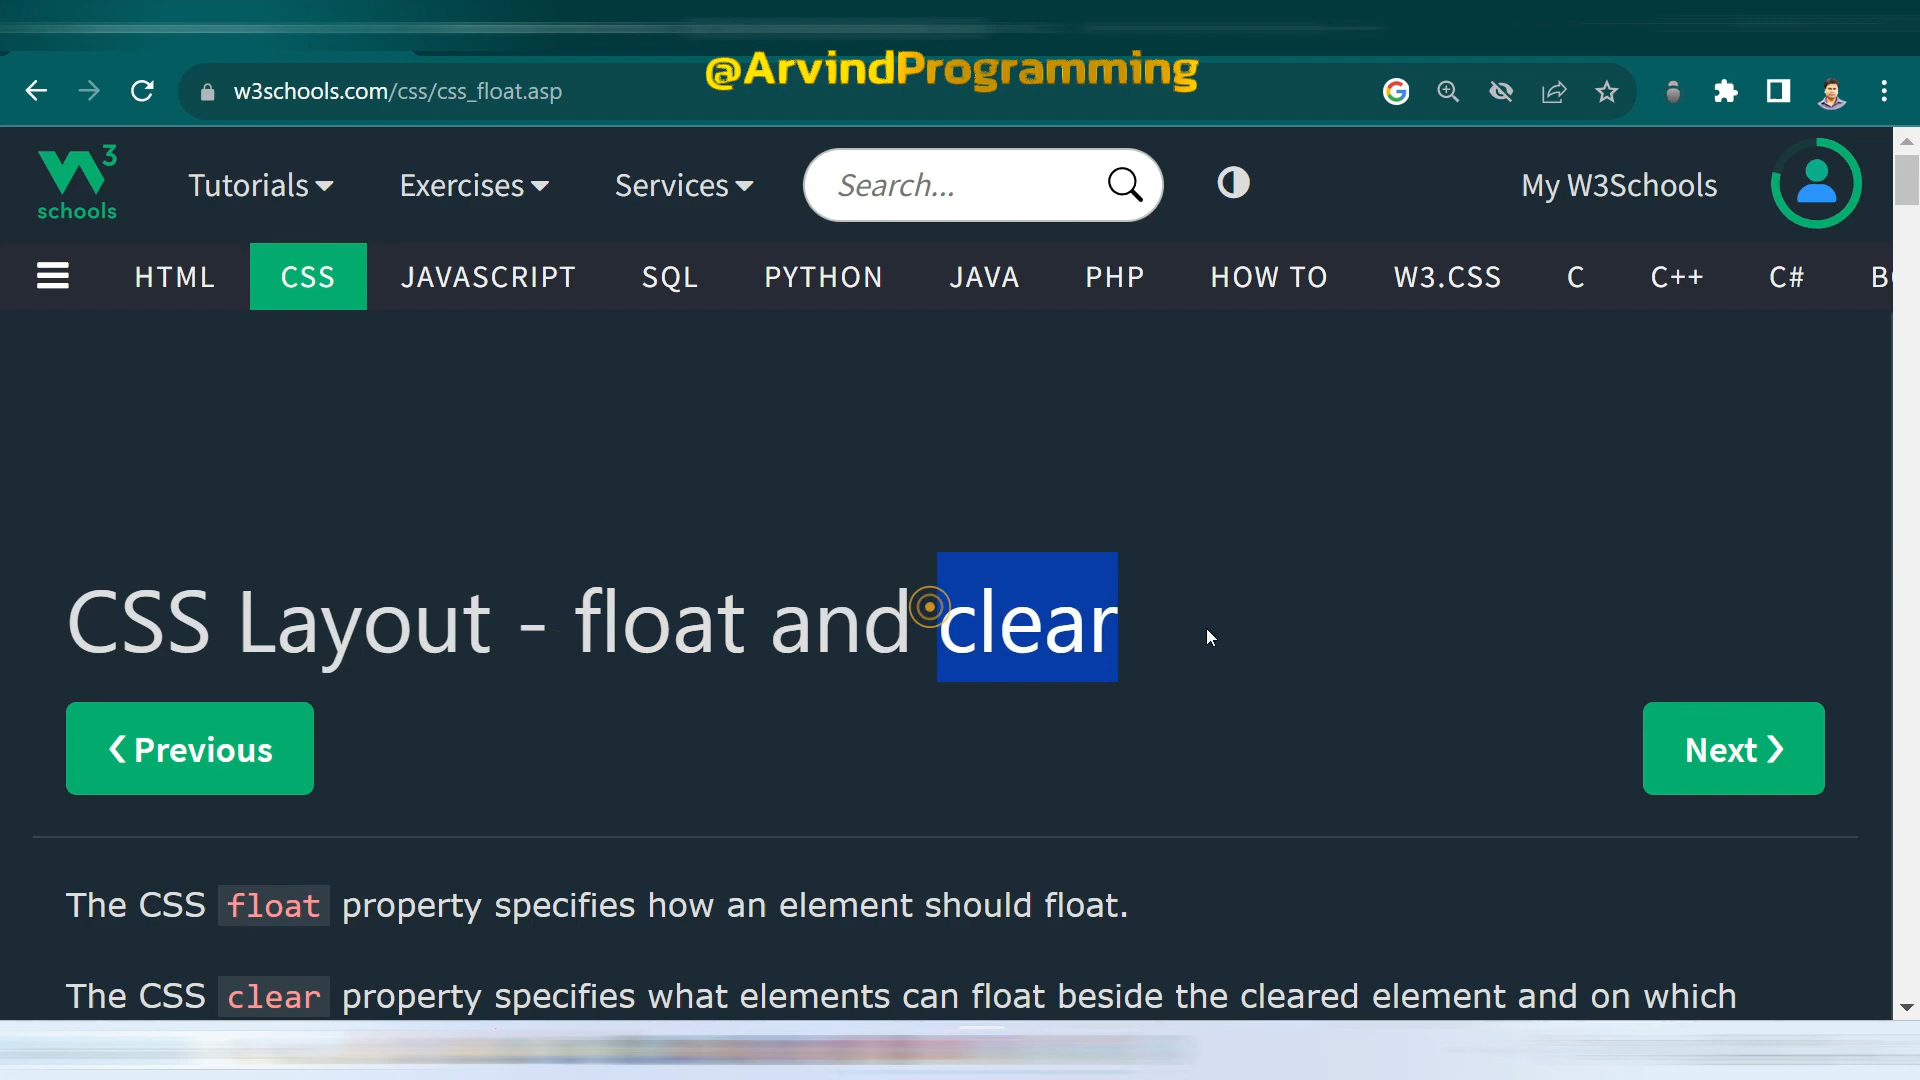 @ArvindProgramming
w3schools.com/css/css_float.asp
W3 schools
Tutorials Exercises Services Search... My W3Schools
HTML CSS JAVASCRIPT SQL PYTHON JAVA PHP HOW TO W3.CSS C C++ C#
CSS Layout - float and clear
❮ Previous Next ❯
The CSS float property specifies how an element should float.
The CSS clear property specifies what elements can float beside the cleared element and on which